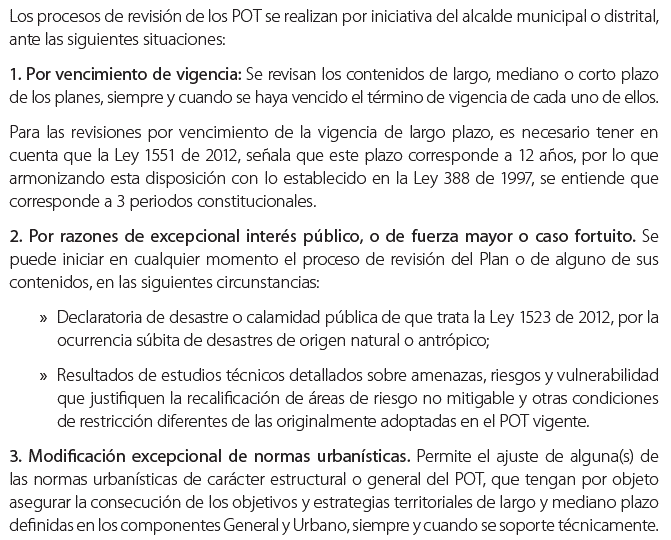 Los procesos de revisión de los POT se realizan por iniciativa del alcalde municipal o distrital,
ante las siguientes situaciones:
1. Por vencimiento de vigencia: Se revisan los contenidos de largo, mediano o corto plazo
de los planes, siempre y cuando se haya vencido el término de vigencia de cada uno de ellos.
Para las revisiones por vencimiento de la vigencia de largo plazo, es necesario tener en
cuenta que la Ley 1551 de 2012, señala que este plazo corresponde a 12 años, por lo que
armonizando esta disposición con lo establecido en la Ley 388 de 1997, se entiende que
corresponde a 3 periodos constitucionales.
2. Por razones de excepcional interés público, o de fuerza mayor o caso fortuito. Se
puede iniciar en cualquier momento el proceso de revisión del Plan o de alguno de sus
contenidos, en las siguientes circunstancias:
» Declaratoria de desastre o calamidad pública de que trata la Ley 1523 de 2012, por la
ocurrencia súbita de desastres de origen natural o antrópico;
» Resultados de estudios técnicos detallados sobre amenazas, riesgos y vulnerabilidad
que justifiquen la recalificación de áreas de riesgo no mitigable y otras condiciones
de restricción diferentes de las originalmente adoptadas en el POT vigente.
3. Modificación excepcional de normas urbanísticas. Permite el ajuste de alguna(s) de
las normas urbanísticas de carácter estructural o general del POT, que tengan por objeto
asegurar la consecución de los objetivos y estrategias territoriales de largo y mediano plazo
definidas en los componentes General y Urbano, siempre y cuando se soporte técnicamente.